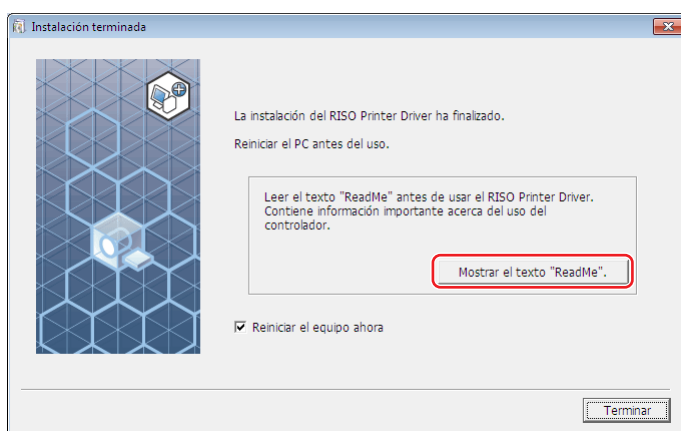 Instalación terminada
La instalación del RISO Printer Driver ha finalizado.
Reiniciar el PC antes del uso.
Leer el texto "ReadMe" antes de usar el RISO Printer Driver.
Contiene información importante acerca del uso del
controlador.
Mostrar el texto "ReadMe".
Reiniciar el equipo ahora
Terminar